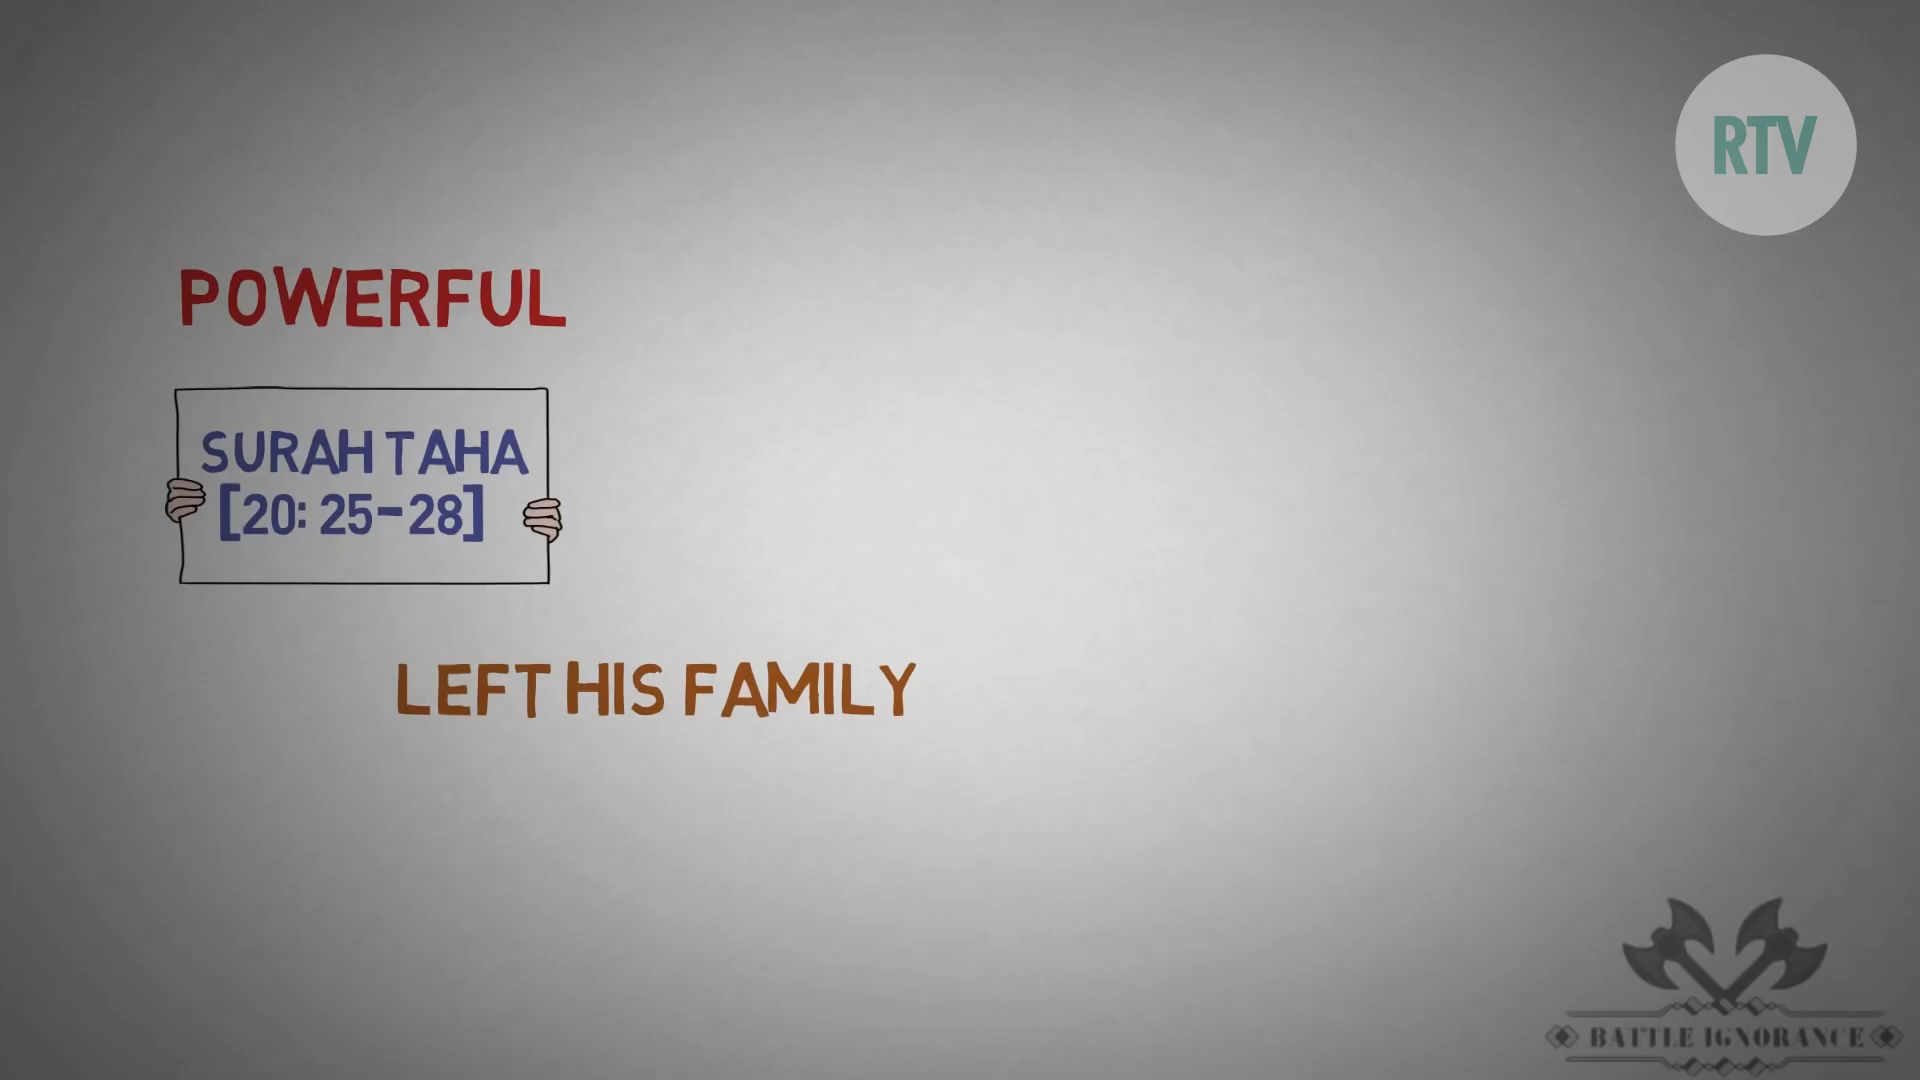 RTV
POWERFUL
SURAH TAHA
[20: 25-28]
LEFT HIS FAMILY
BATTLE IGNORANCE